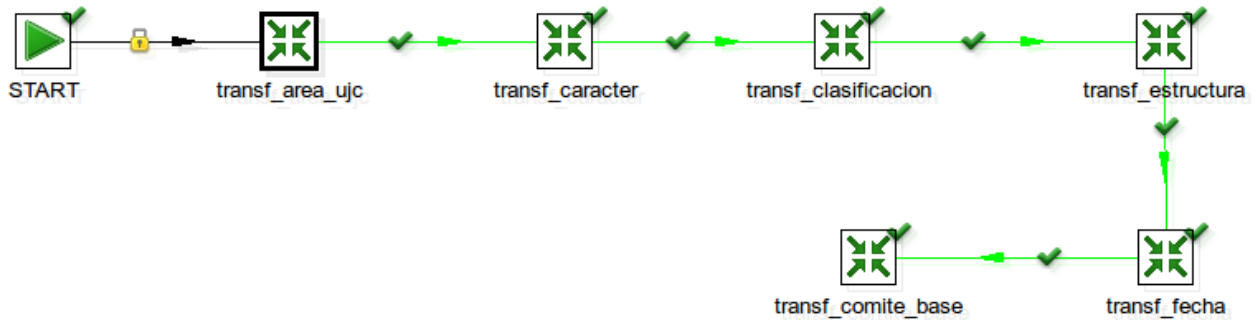 START
transf_area_ujc
transf_caracter
transf_clasificacion
transf_estructura
transf_comite_base
transf_fecha